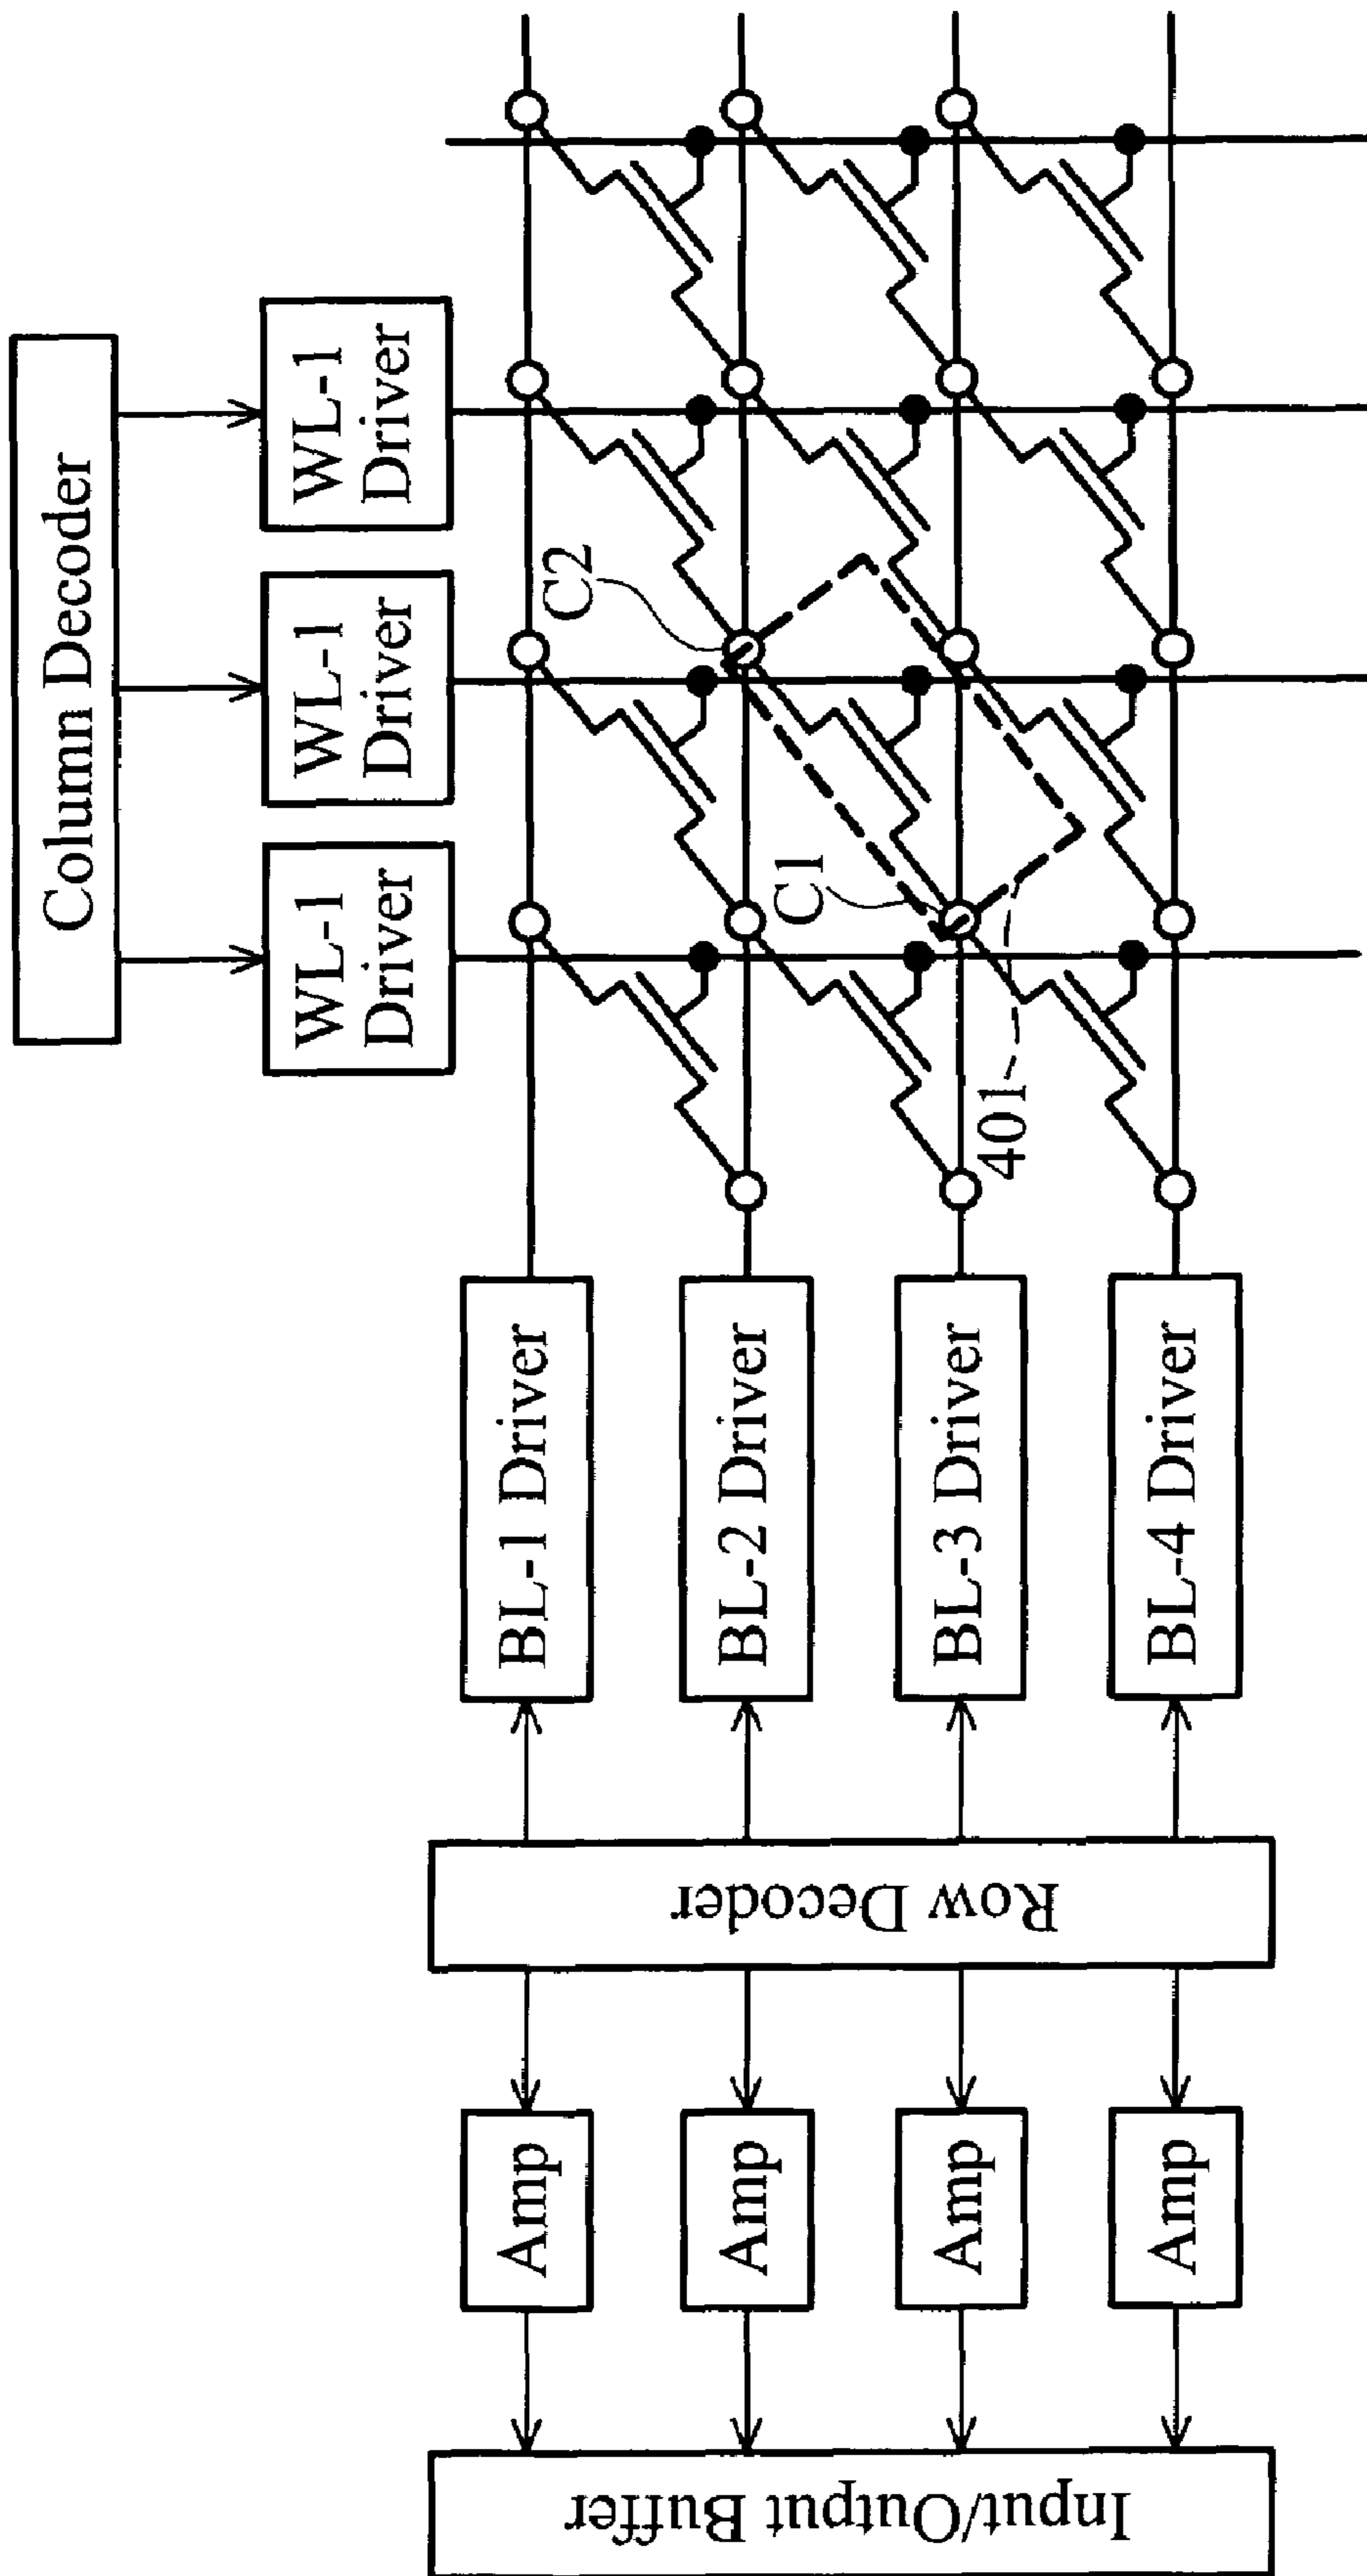 Column Decoder
WL-1
Driver
WL-1
Driver
WL-1
Driver
C2
C1
401
BL-1 Driver
BL-2 Driver
BL-3 Driver
BL-4 Driver
Row Decoder
Amp
Amp
Amp
Amp
Input/Output Buffer